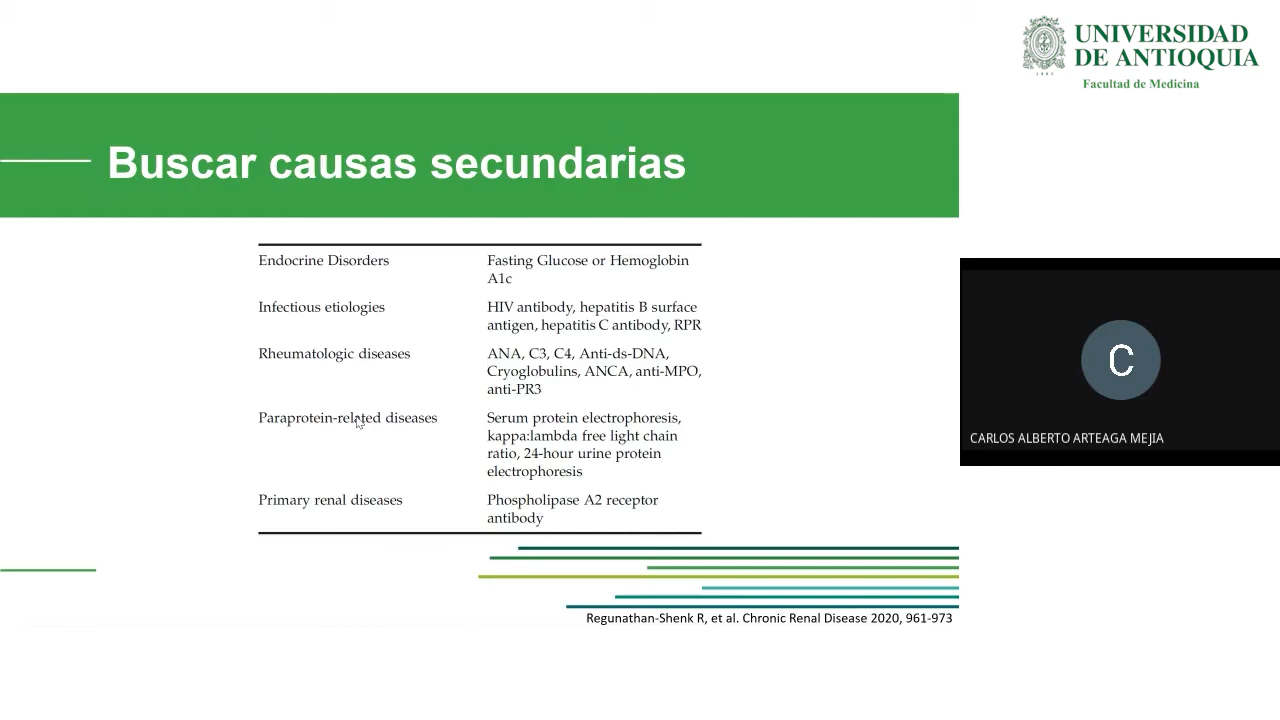 UNIVERSIDAD
DE ANTIOQUIA
1803
Facultad de Medicina
Buscar causas secundarias
Endocrine Disorders
Fasting Glucose or Hemoglobin
A1c
Infectious etiologies
HIV antibody, hepatitis B surface
antigen, hepatitis C antibody, RPR
Rheumatologic diseases
ANA, C3, C4, Anti-ds-DNA,
Cryoglobulins, ANCA, anti-MPO,
anti-PR3
Paraprotein-related diseases
Serum protein electrophoresis,
kappa:lambda free light chain
ratio, 24-hour urine protein
electrophoresis
Primary renal diseases
Phospholipase A2 receptor
antibody
Regunathan-Shenk R, et al. Chronic Renal Disease 2020, 961-973
C
CARLOS ALBERTO ARTEAGA MEJIA